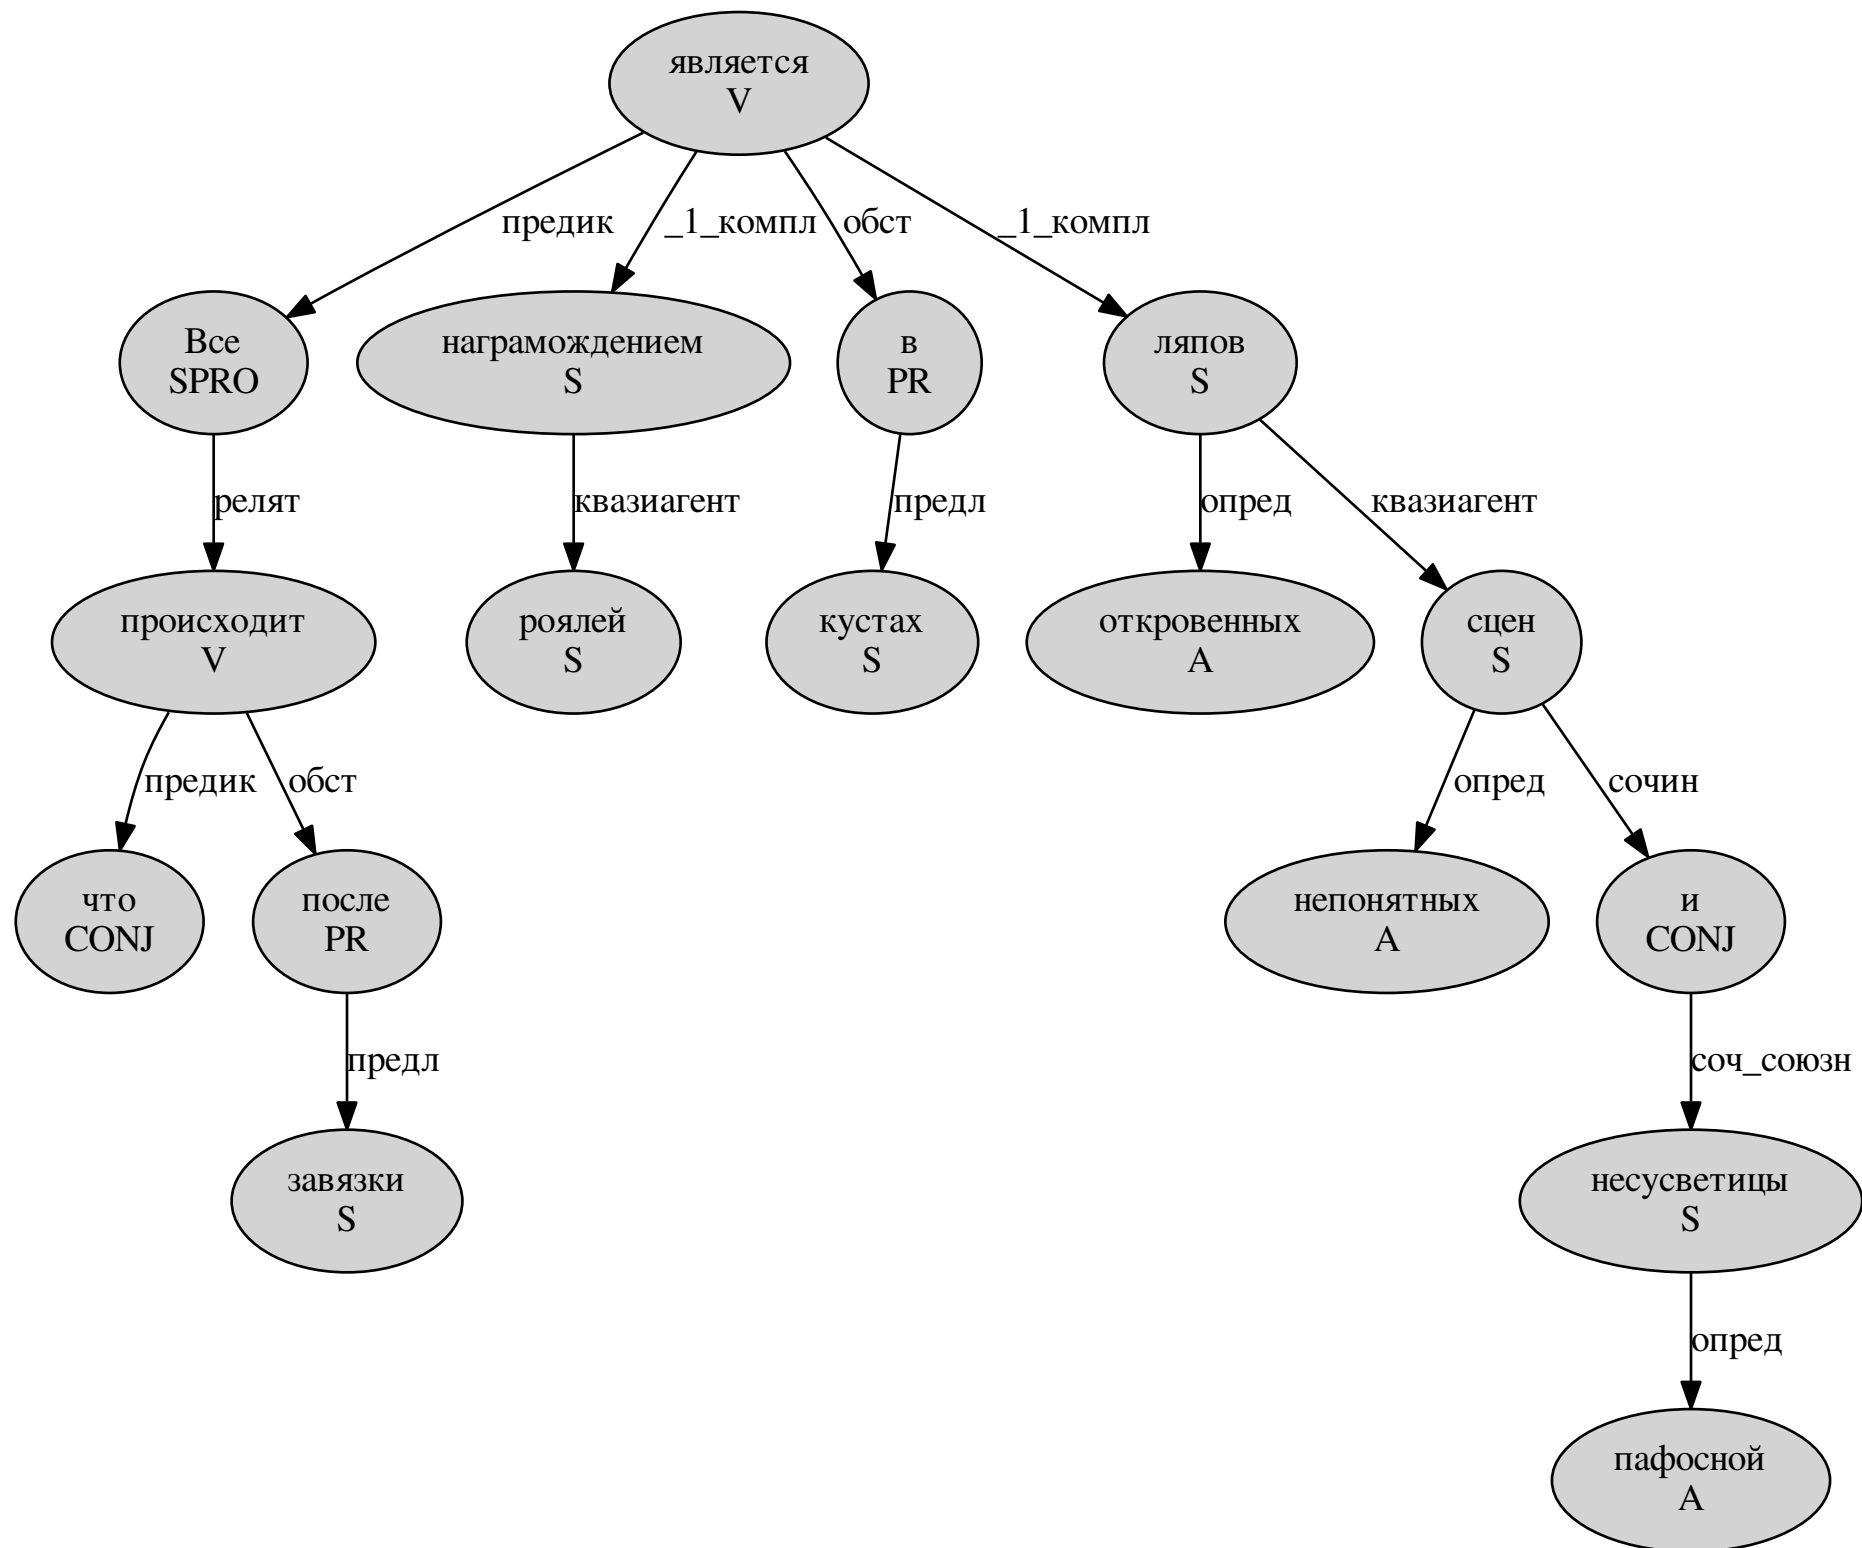 является
V
предик
_1_компл
обст
_1_компл
Все
SPRO
награмождением
S
в
PR
ляпов
S
релят
квазиагент
предл
опред
квазиагент
происходит
V
роялей
S
кустах
S
откровенных
A
сцен
S
предик
обст
опред
сочин
что
CONJ
после
PR
непонятных
A
и
CONJ
предл
соч_союзн
завязки
S
несусветицы
S
опред
пафосной
A